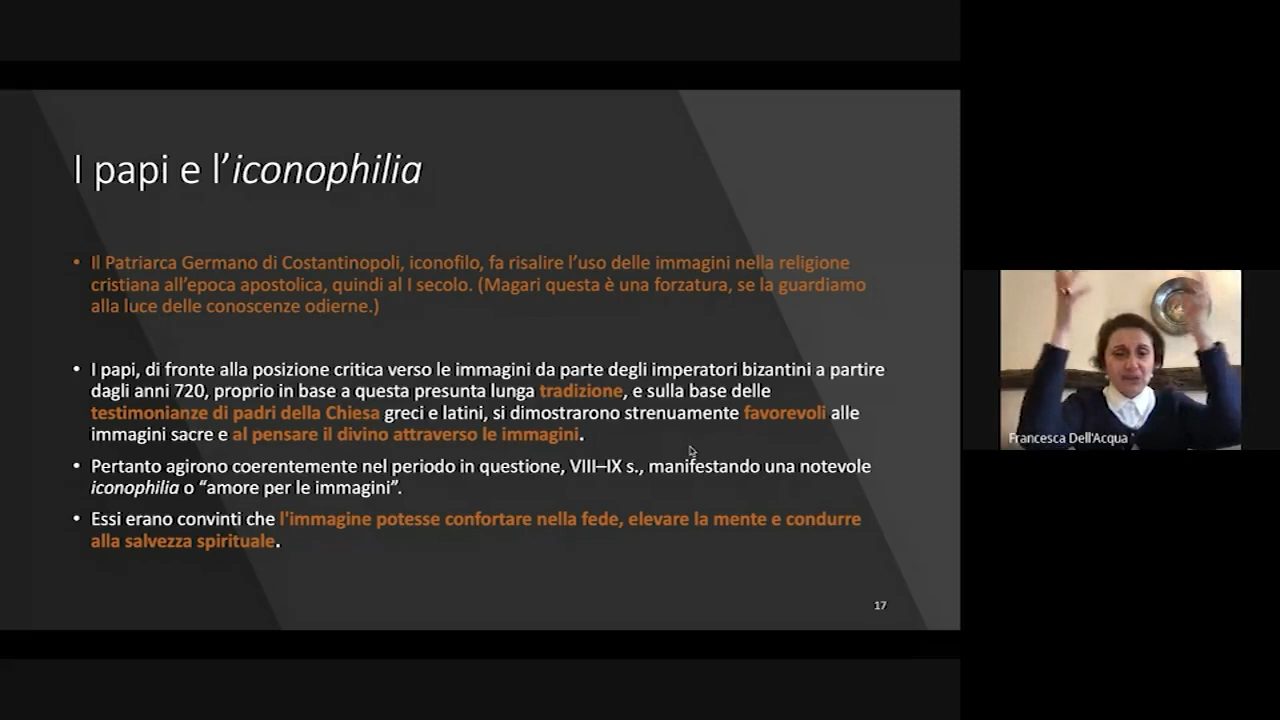 I papi e l’iconophilia
• Il Patriarca Germano di Costantinopoli, iconofilo, fa risalire l’uso delle immagini nella religione
cristiana all’epoca apostolica, quindi al I secolo. (Magari questa è una forzatura, se la guardiamo
alla luce delle conoscenze odierne.)
• I papi, di fronte alla posizione critica verso le immagini da parte degli imperatori bizantini a partire
dagli anni 720, proprio in base a questa presunta lunga tradizione, e sulla base delle
testimonianze di padri della Chiesa greci e latini, si dimostrarono strenuamente favorevoli alle
immagini sacre e al pensare il divino attraverso le immagini.
• Pertanto agirono coerentemente nel periodo in questione, VIII–IX s., manifestando una notevole
iconophilia o “amore per le immagini”.
• Essi erano convinti che l'immagine potesse confortare nella fede, elevare la mente e condurre
alla salvezza spirituale.
17
Francesca Dell'Acqua